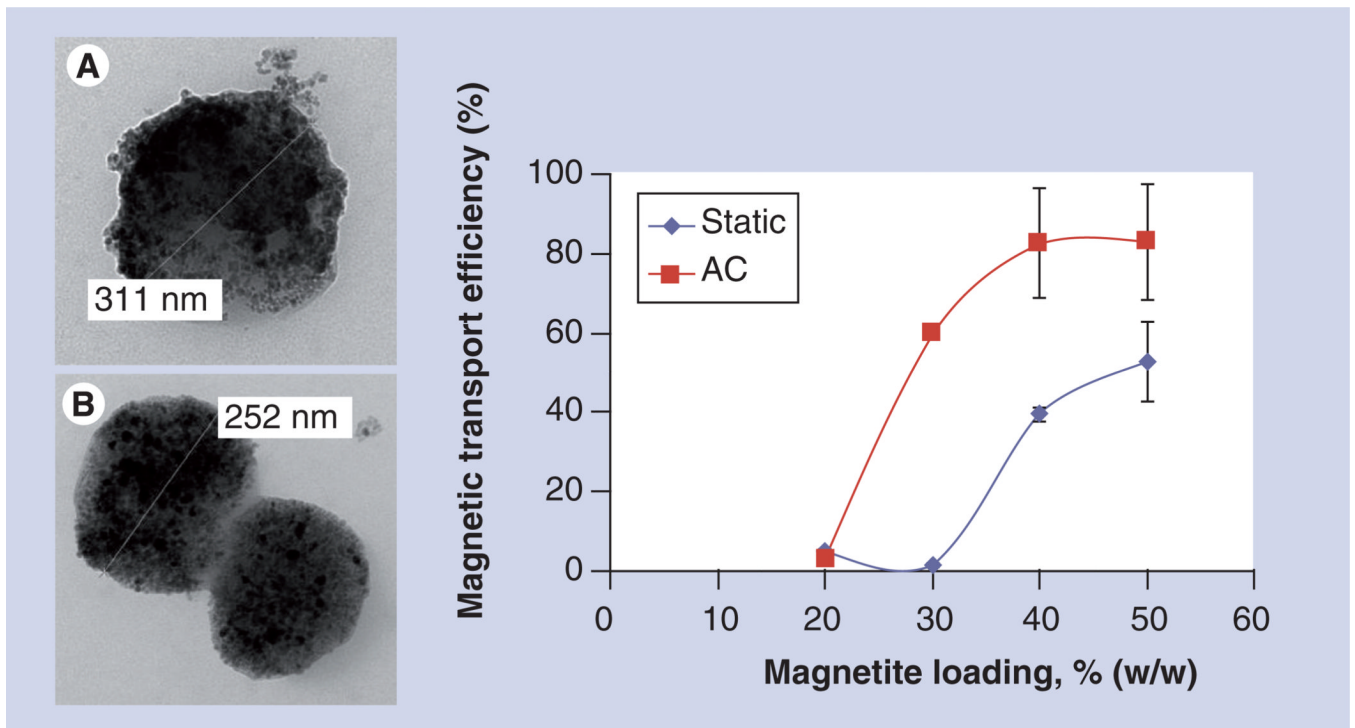 A
311 nm
B
252 nm
Magnetic transport efficiency (%)
100
80
60
40
20
0
Static
AC
0 10 20 30 40 50 60
Magnetite loading, % (w/w)